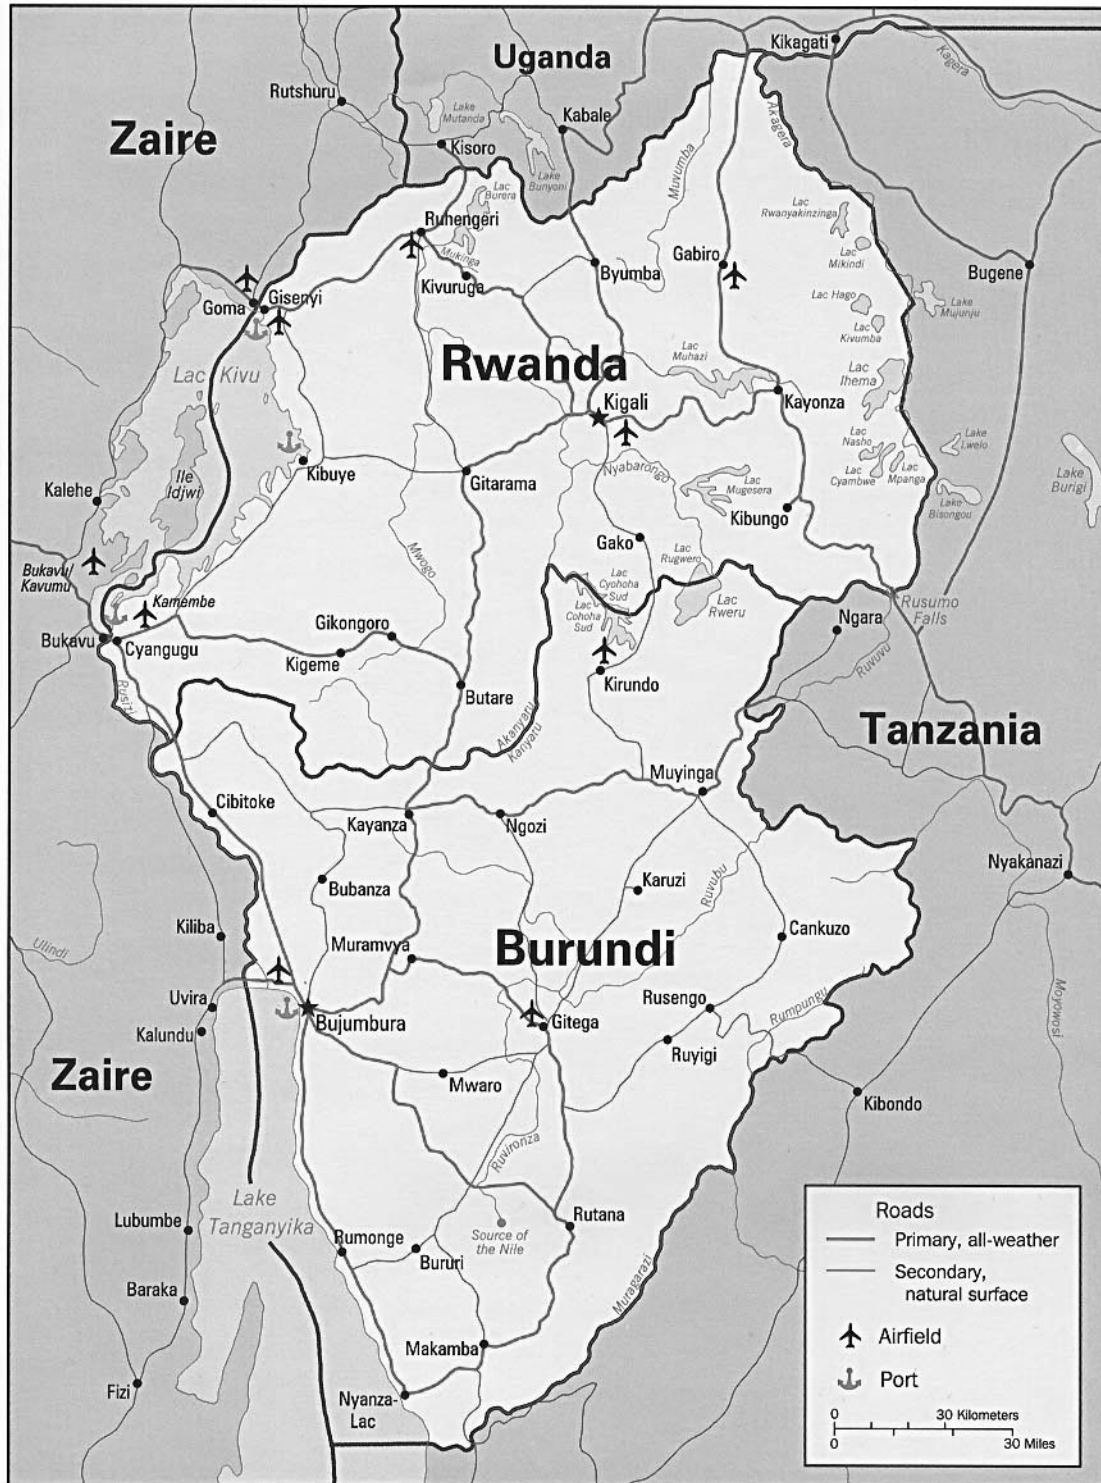 Uganda
Kikagati
Kagera
Rutshuru
Lake
Mutanda
Kabale
Akagera
Zaire
Kisoro
Lake
Bunyoni
Muvumba
Lac
Burera
Lac
Rwanyakinzinga
Ruhengeri
Mukinga
Lac
Mikindi
Kivuruga
Byumba
Gabiro
Bugene
Goma
Gisenyi
Lac Hago
Lake
Mujunju
Lac
Kivumba
Rwanda
Lac
Muhazi
Lac Kivu
Lac
Ihema
Kigali
Kayonza
Lac
Nasho
Lake
Lwelo
Kibuye
Gitarama
Nyabarongo
Lac
Mugesera
Lac
Cyambwe
Lac
Mpanga
Lake
Burigi
Ile
Idjwi
Kalehe
Kibungo
Lake
Bisongou
Gako
Lac
Rugwero
Mwogo
Bukavu/
Kavumu
Kamembe
Lac
Cyohoha
Sud
Lac
Cohoha
Sud
Lac
Rweru
Rusumo
Falls
Ngara
Bukavu
Cyangugu
Gikongoro
Kigeme
Kirundo
Ruvuvu
Rusizi
Butare
Akanyaru
Kanyaru
Tanzania
Muyinga
Cibitoke
Kayanza
Ngozi
Nyakanazi
Bubanza
Karuzi
Ruvubu
Kiliba
Muramvya
Cankuzo
Ulindi
Burundi
Uvira
Rusengo
Rumpungu
Moyowosi
Kalundu
Bujumbura
Gitega
Ruyigi
Zaire
Mwaro
Kibondo
Ruvironza
Lake
Tanganyika
Lubumbe
Rumonge
Source of
the Nile
Rutana
Bururi
Muragarazi
Baraka
Makamba
Fizi
Nyanza-
Lac
Roads
Primary, all-weather
Secondary,
natural surface
Airfield
Port
0 30 Kilometers
0 30 Miles